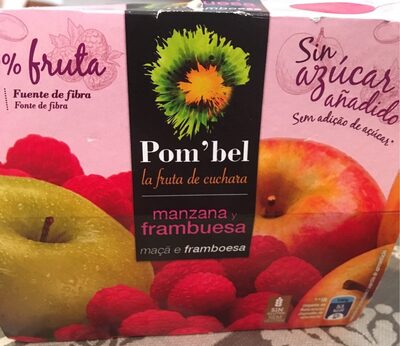 % fruta
Fuente de fibra
Fonte de fibra
Pom'bel
la fruta de cuchara
manzana y
frambuesa
maçã e framboesa
Sin
azúcar
añadido
Sem adição de açúcar*
SIN